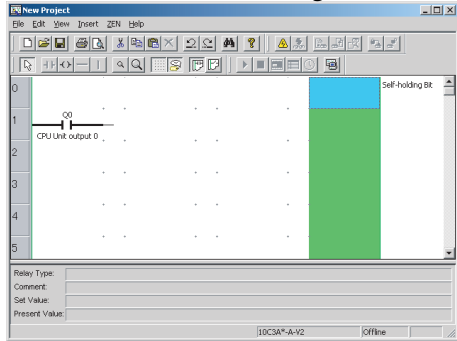 New Project
File Edit View Insert ZEN Help
0
Self-holding Bit
Q0
1
CPU Unit output 0
2
3
4
5
Relay Type:
Comment:
Set Value:
Present Value:
10C3A*-A-V2 Offline